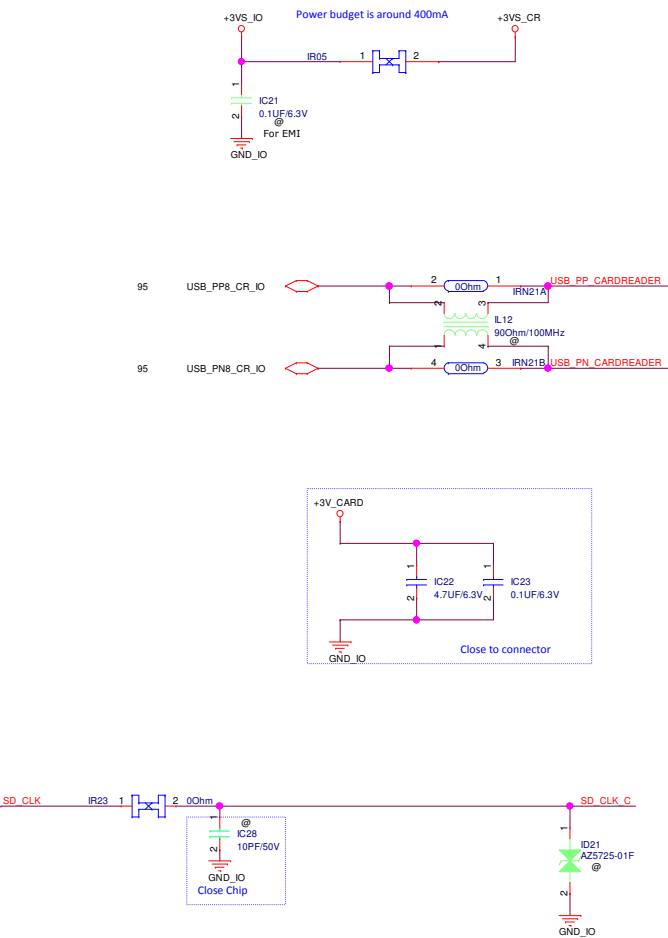 Power budget is around 400mA
+3VS_IO
+3VS_CR
IR05
1
2
1
2
IC21
0.1UF/6.3V
@
For EMI
GND_IO
95
USB_PP8_CR_IO
2
0Ohm
1
USB_PP_CARDREADER
IRN21A
2
3
IL12
90Ohm/100MHz
@
1
4
95
USB_PN8_CR_IO
4
0Ohm
3
IRN21B
USB_PN_CARDREADER
+3V_CARD
1
2
IC22
4.7UF/6.3V
1
2
IC23
0.1UF/6.3V
GND_IO
Close to connector
SD_CLK
IR23
1
2
0Ohm
SD_CLK_C
1
2
@
IC28
10PF/50V
GND_IO
Close Chip
1
2
ID21
AZ5725-01F
@
GND_IO